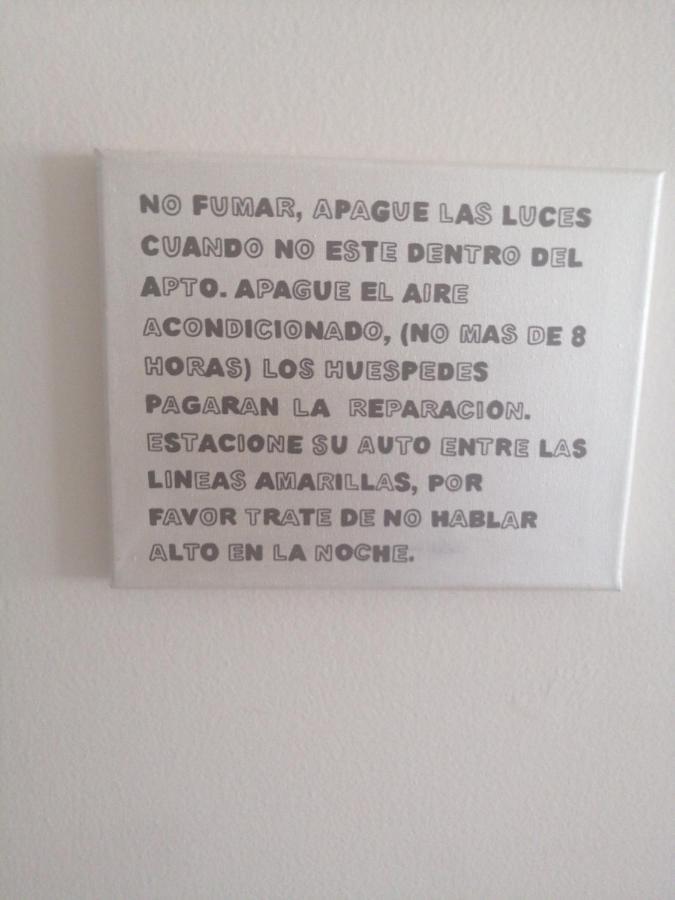 NO FUMAR, APAGUE LAS LUCES
CUANDO NO ESTE DENTRO DEL
APTO. APAGUE EL AIRE
ACONDICIONADO, (NO MAS DE 8
HORAS) LOS HUESPEDES
PAGARAN LA REPARACION.
ESTACIONE SU AUTO ENTRE LAS
LINEAS AMARILLAS, POR
FAVOR TRATE DE NO HABLAR
ALTO EN LA NOCHE.